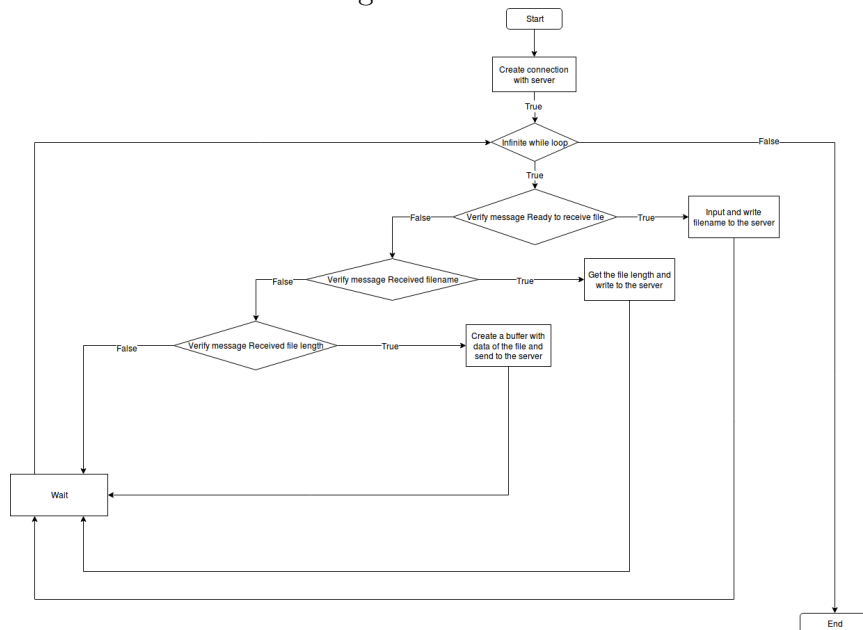 Start
Create connection
with server
True
Infinite while loop
False
True
Verify message Ready to receive file
False
True
Input and write
filename to the server
Verify message Received filename
False
True
Get the file length and
write to the server
Verify message Received file length
False
True
Create a buffer with
data of the file and
send to the server
Wait
End